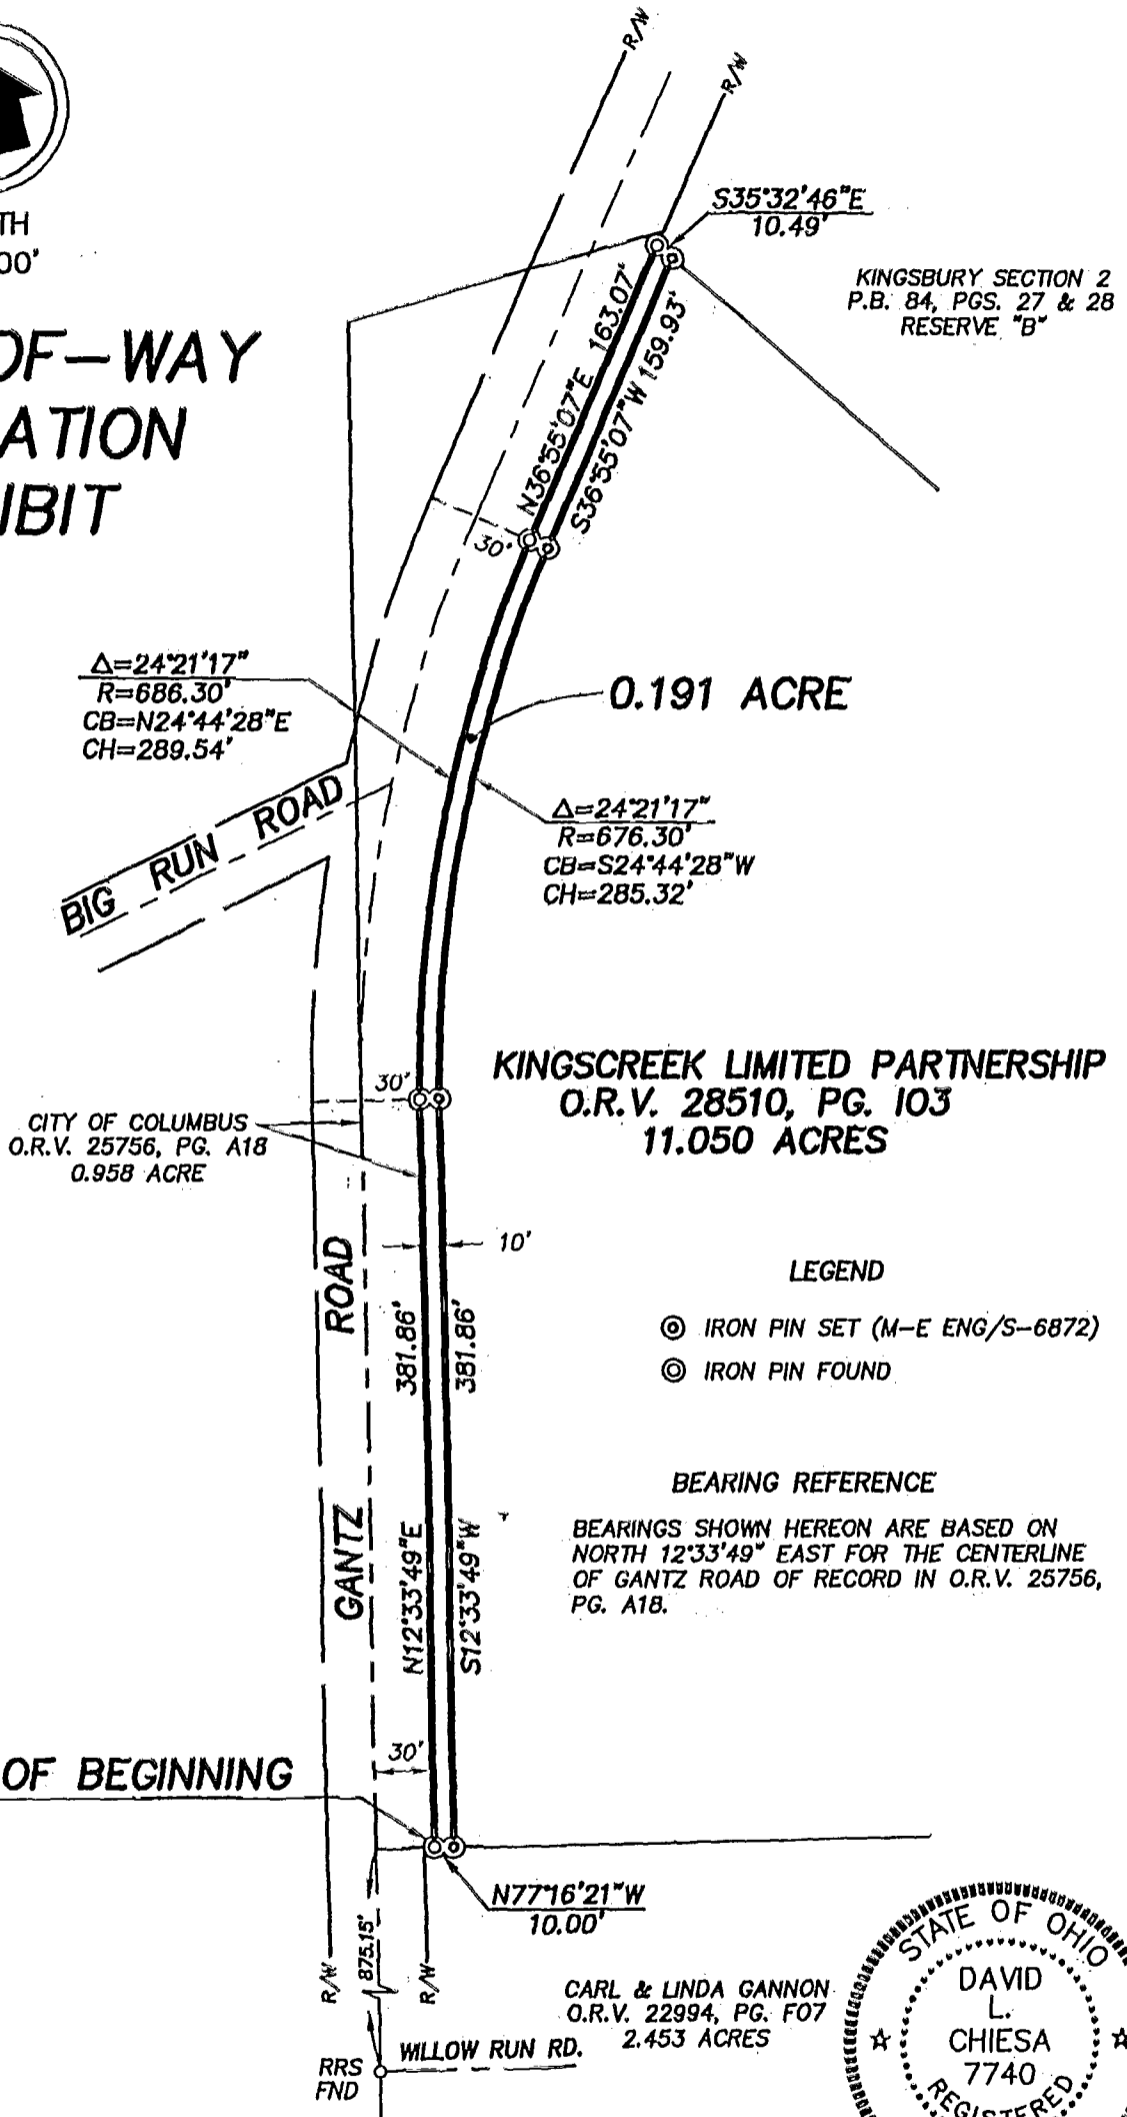 R/W
R/W
TH
00'
S35°32'46"E
10.49'
KINGSBURY SECTION 2
P.B. 84, PGS. 27 & 28
RESERVE "B"
OF-WAY
ATION
IBIT
N36°55'07"E 163.07'
S36°55'07"W 159.93'
30'
Δ=24°21'17"
R=686.30'
CB=N24°44'28"E
CH=289.54'
0.191 ACRE
Δ=24°21'17"
R=676.30'
CB=S24°44'28"W
CH=285.32'
BIG RUN ROAD
30'
KINGSCREEK LIMITED PARTNERSHIP
O.R.V. 28510, PG. I03
11.050 ACRES
CITY OF COLUMBUS
O.R.V. 25756, PG. A18
0.958 ACRE
10'
GANTZ ROAD
N12°33'49"E 381.86'
S12°33'49"W 381.86'
LEGEND
IRON PIN SET (M-E ENG/S-6872)
IRON PIN FOUND
BEARING REFERENCE
BEARINGS SHOWN HEREON ARE BASED ON
NORTH 12°33'49" EAST FOR THE CENTERLINE
OF GANTZ ROAD OF RECORD IN O.R.V. 25756,
PG. A18.
30'
OF BEGINNING
N77°16'21"W
10.00'
R/W
875.15'
R/W
CARL & LINDA GANNON
O.R.V. 22994, PG. F07
2.453 ACRES
WILLOW RUN RD.
RRS
FND
STATE OF OHIO
DAVID
L.
CHIESA
7740
REGISTERED